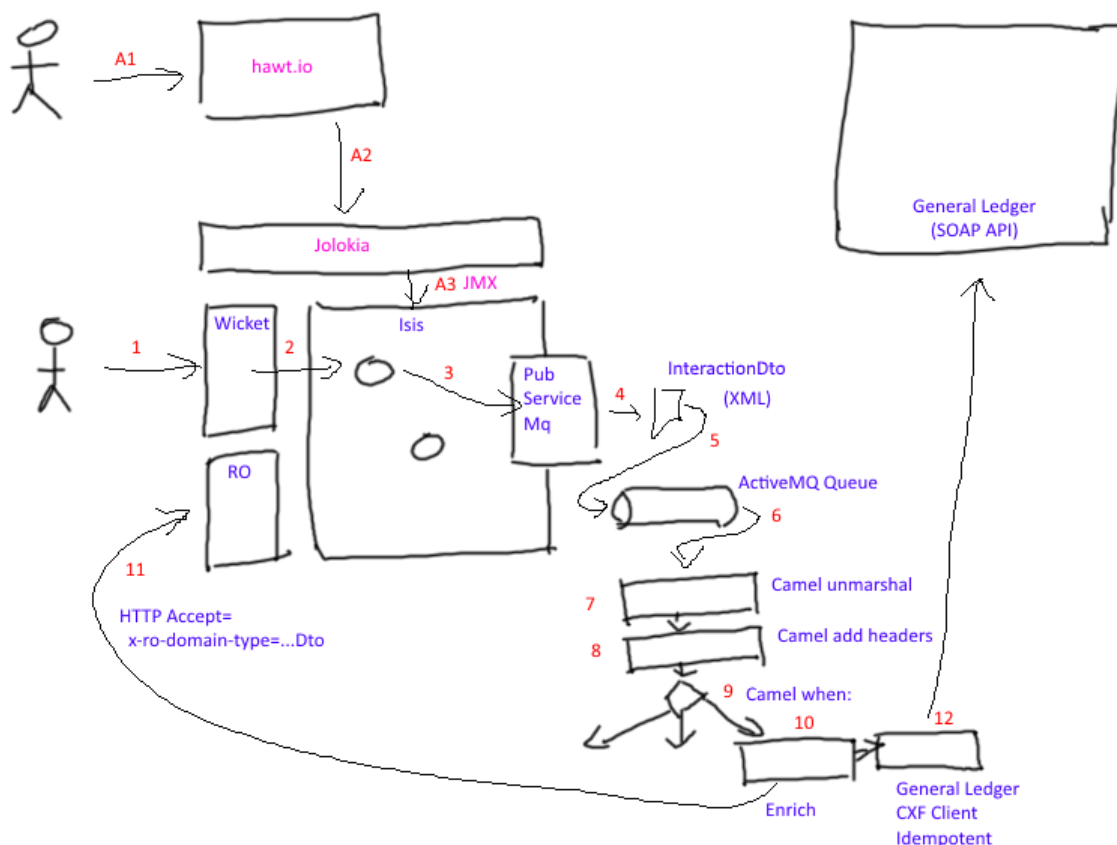 A1
hawt.io
A2
General Ledger
(SOAP API)
Jolokia
A3 JMX
Wicket
Isis
1
2
3
Pub
Service
Mq
4
InteractionDto
(XML)
5
RO
ActiveMQ Queue
6
11
7
Camel unmarshal
HTTP Accept=
x-ro-domain-type=...Dto
8
Camel add headers
9
Camel when:
10
12
Enrich
General Ledger
CXF Client
Idempotent